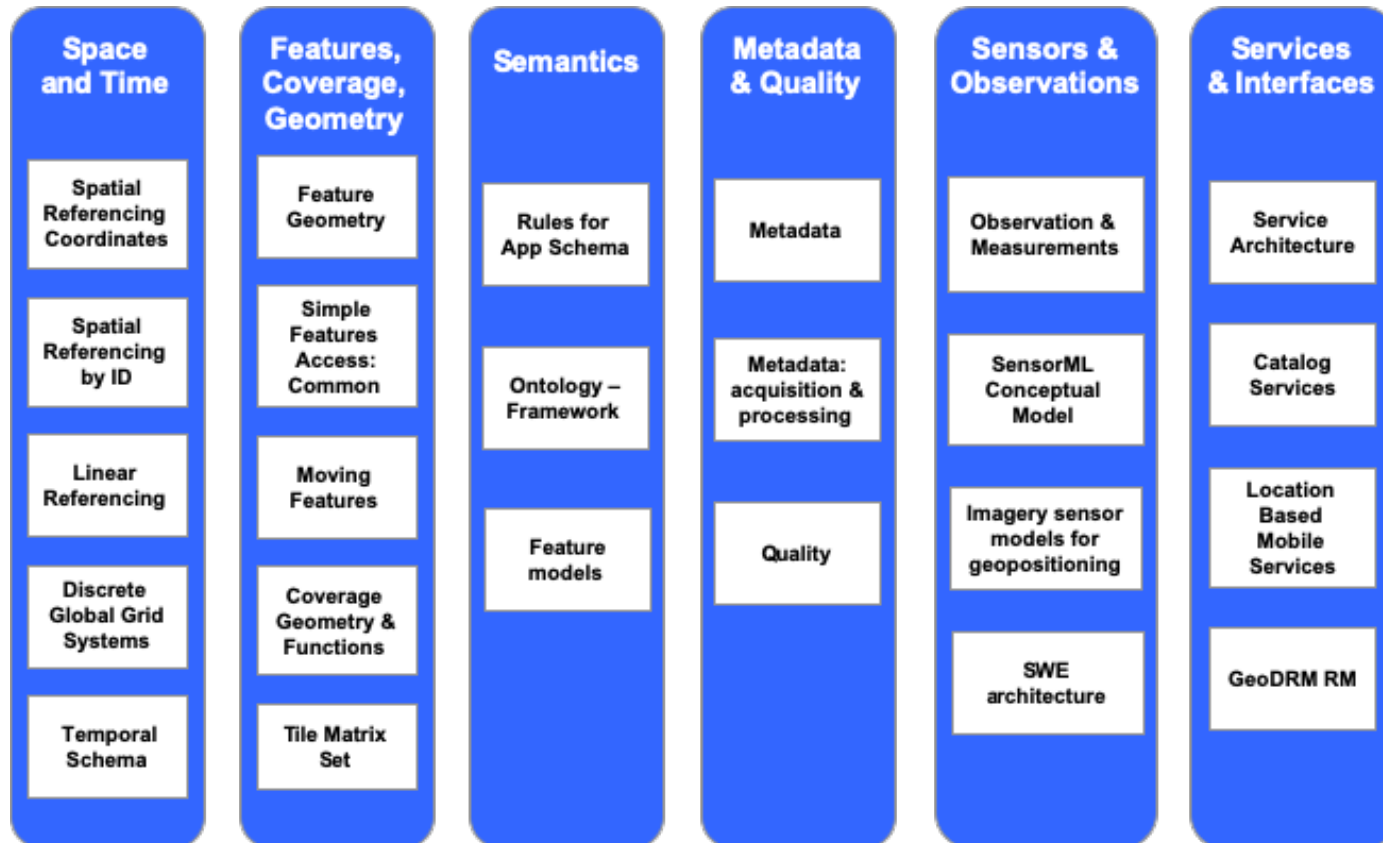 Space
and Time
Spatial
Referencing
Coordinates
Spatial
Referencing
by ID
Linear
Referencing
Discrete
Global Grid
Systems
Temporal
Schema
Features,
Coverage,
Geometry
Feature
Geometry
Simple
Features
Access:
Common
Moving
Features
Coverage
Geometry &
Functions
Tile Matrix
Set
Semantics
Rules for
App Schema
Ontology –
Framework
Feature
models
Metadata
& Quality
Metadata
Metadata:
acquisition &
processing
Quality
Sensors &
Observations
Observation &
Measurements
SensorML
Conceptual
Model
Imagery sensor
models for
geopositioning
SWE
architecture
Services
& Interfaces
Service
Architecture
Catalog
Services
Location
Based
Mobile
Services
GeoDRM RM